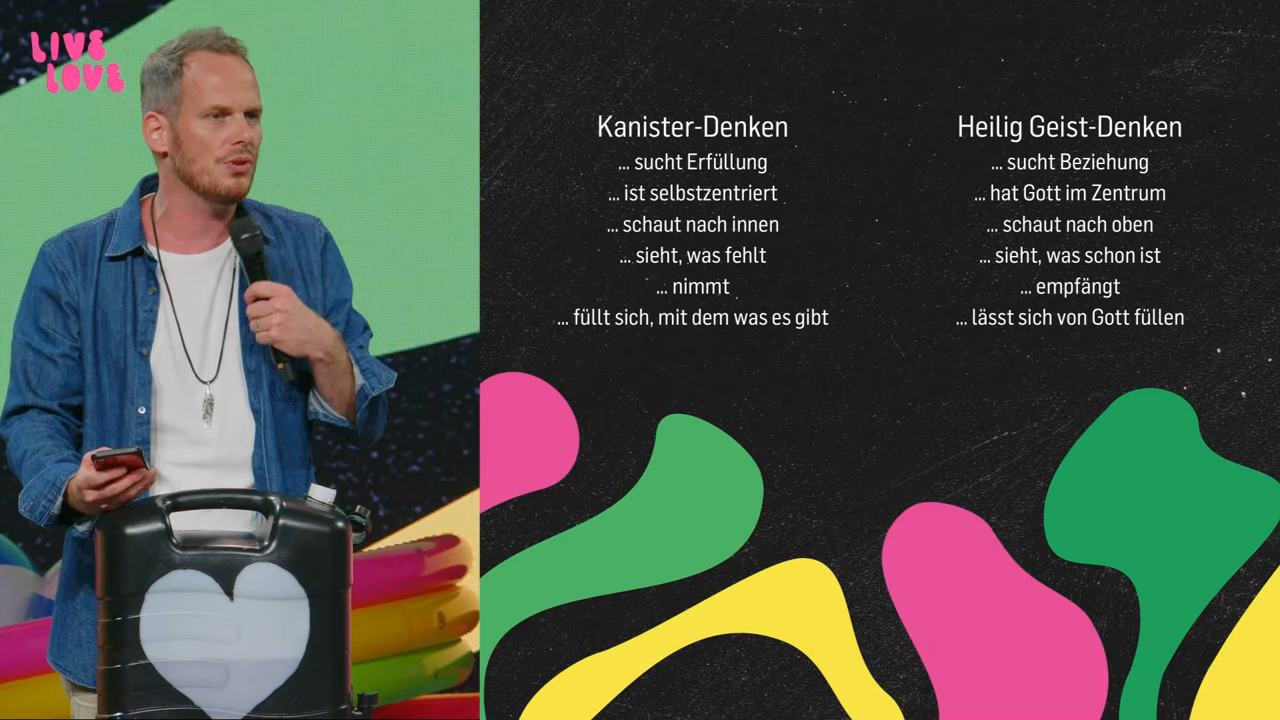 LIVE
LOVE
Kanister-Denken
... sucht Erfüllung
... ist selbstzentriert
... schaut nach innen
... sieht, was fehlt
... nimmt
... füllt sich, mit dem was es gibt
Heilig Geist-Denken
... sucht Beziehung
... hat Gott im Zentrum
... schaut nach oben
... sieht, was schon ist
... empfängt
... lässt sich von Gott füllen